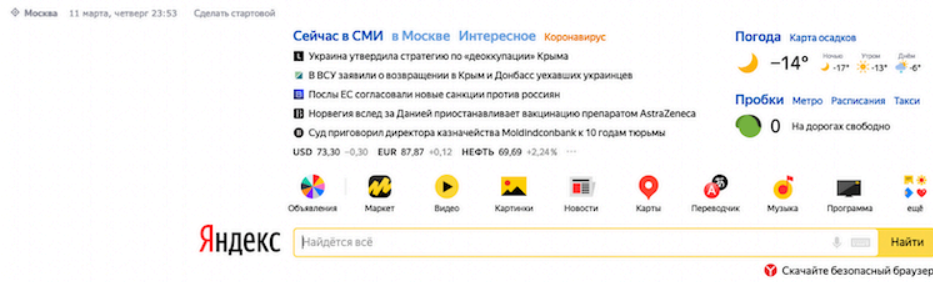 Москва 11 марта, четверг 23:53 Сделать стартовой
Сейчас в СМИ в Москве Интересное Коронавирус
Украина утвердила стратегию по «деоккупации» Крыма
В ВСУ заявили о возвращении в Крым и Донбасс уехавших украинцев
Послы ЕС согласовали новые санкции против россиян
Норвегия вслед за Данией приостанавливает вакцинацию препаратом AstraZeneca
Суд приговорил директора казначейства Moldindconbank к 10 годам тюрьмы
USD 73,30 -0,30 EUR 87,87 +0,12 НЕФТЬ 69,69 +2,24% ···
Погода Карта осадков
−14° Ночью -17° Утром -13° Днём -6°
Пробки Метро Расписания Такси
0 На дорогах свободно
Объявления Маркет Видео Картинки Новости Карты Переводчик Музыка Программа ещё
Яндекс Найдётся всё Найти
Скачайте безопасный браузер